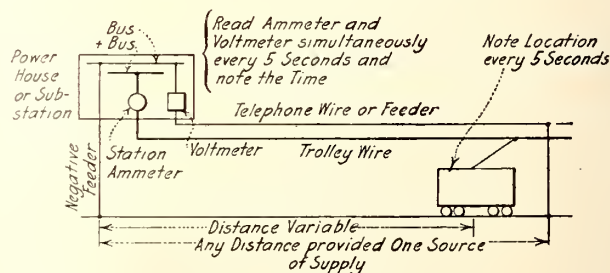 Bus
+ Bus
Power
House
or Sub-
station
Read Ammeter and
Voltmeter simultaneously
every 5 Seconds and
note the Time
Note Location
every 5 Seconds
Telephone Wire or Feeder
Station
Ammeter
Voltmeter
Trolley Wire
Negative
Feeder
Distance Variable
Any Distance provided One Source
of Supply